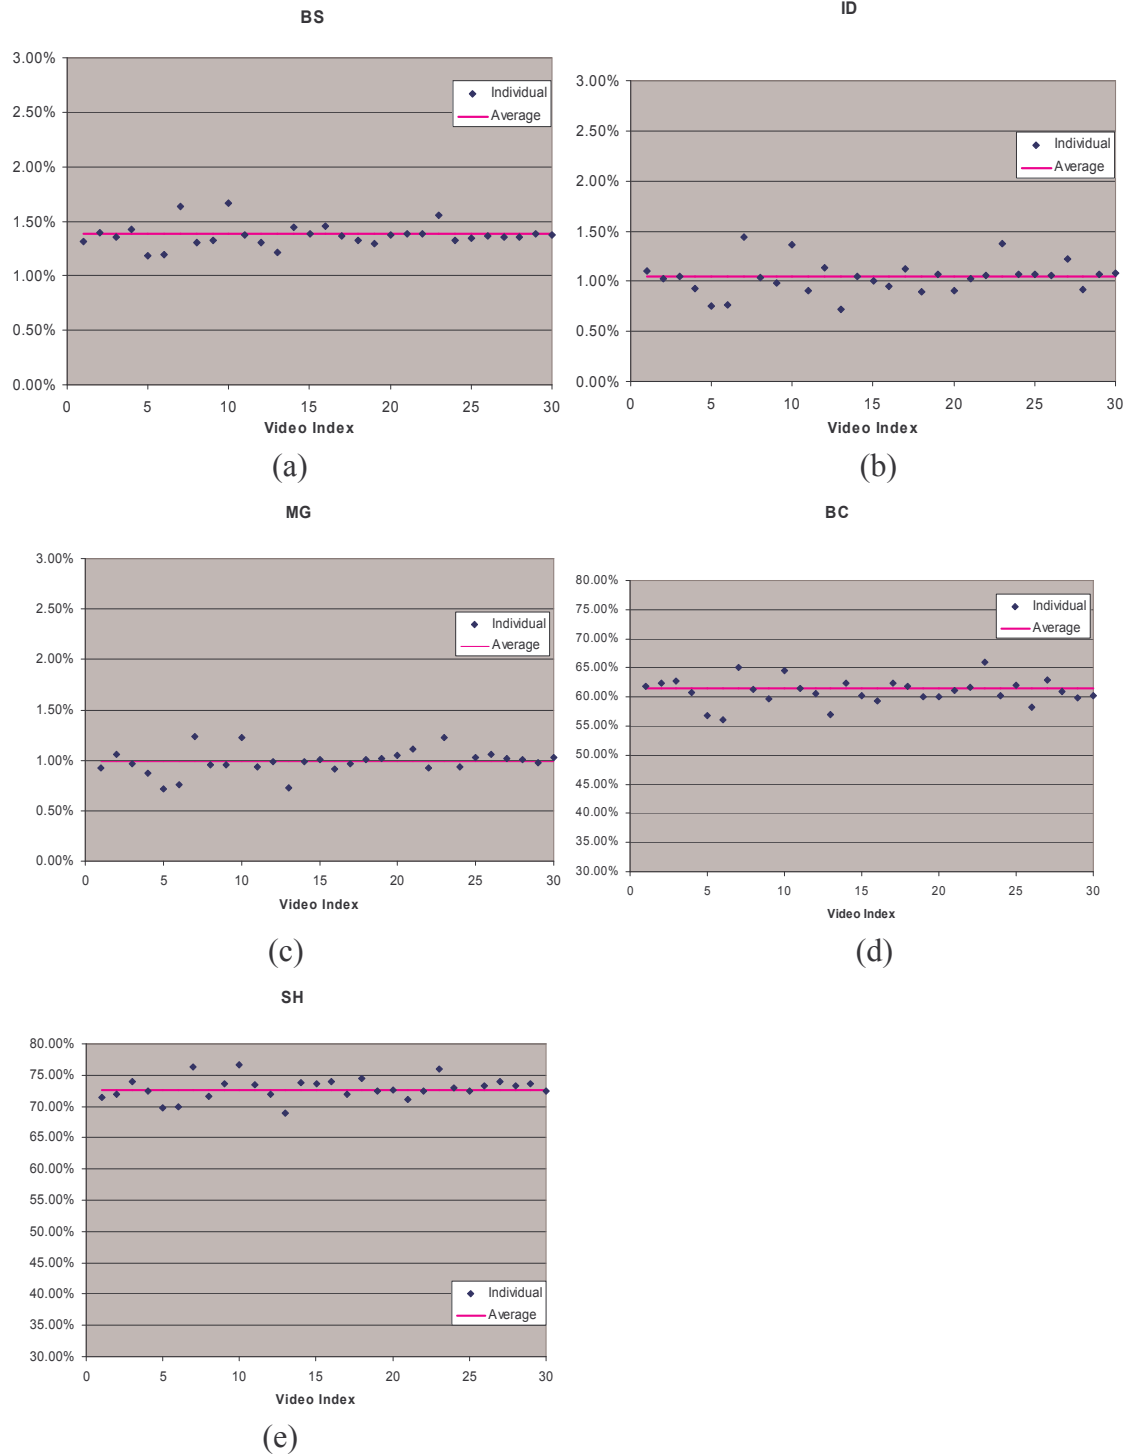 BS
3.00%
2.50%
2.00%
1.50%
1.00%
0.50%
0.00%
Individual
Average
0 5 10 15 20 25 30
Video Index
(a)
ID
3.00%
2.50%
2.00%
1.50%
1.00%
0.50%
0.00%
Individual
Average
0 5 10 15 20 25 30
Video Index
(b)
MG
3.00%
2.50%
2.00%
1.50%
1.00%
0.50%
0.00%
Individual
Average
0 5 10 15 20 25 30
Video Index
(c)
BC
80.00%
75.00%
70.00%
65.00%
60.00%
55.00%
50.00%
45.00%
40.00%
35.00%
30.00%
Individual
Average
0 5 10 15 20 25 30
Video Index
(d)
SH
80.00%
75.00%
70.00%
65.00%
60.00%
55.00%
50.00%
45.00%
40.00%
35.00%
30.00%
Individual
Average
0 5 10 15 20 25 30
Video Index
(e)